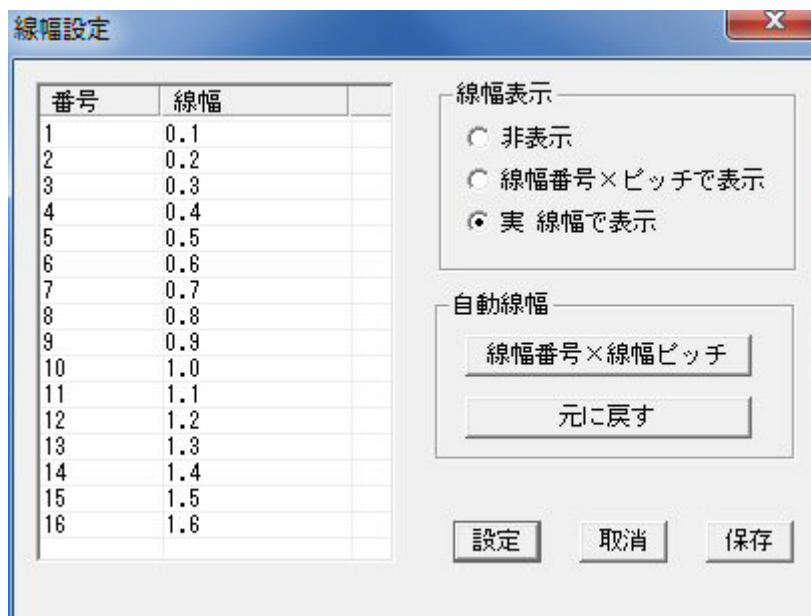 線幅設定
番号 線幅
1 0.1
2 0.2
3 0.3
4 0.4
5 0.5
6 0.6
7 0.7
8 0.8
9 0.9
10 1.0
11 1.1
12 1.2
13 1.3
14 1.4
15 1.5
16 1.6
線幅表示
非表示
線幅番号×ピッチで表示
実 線幅で表示
自動線幅
線幅番号×線幅ピッチ
元に戻す
設定 取消 保存